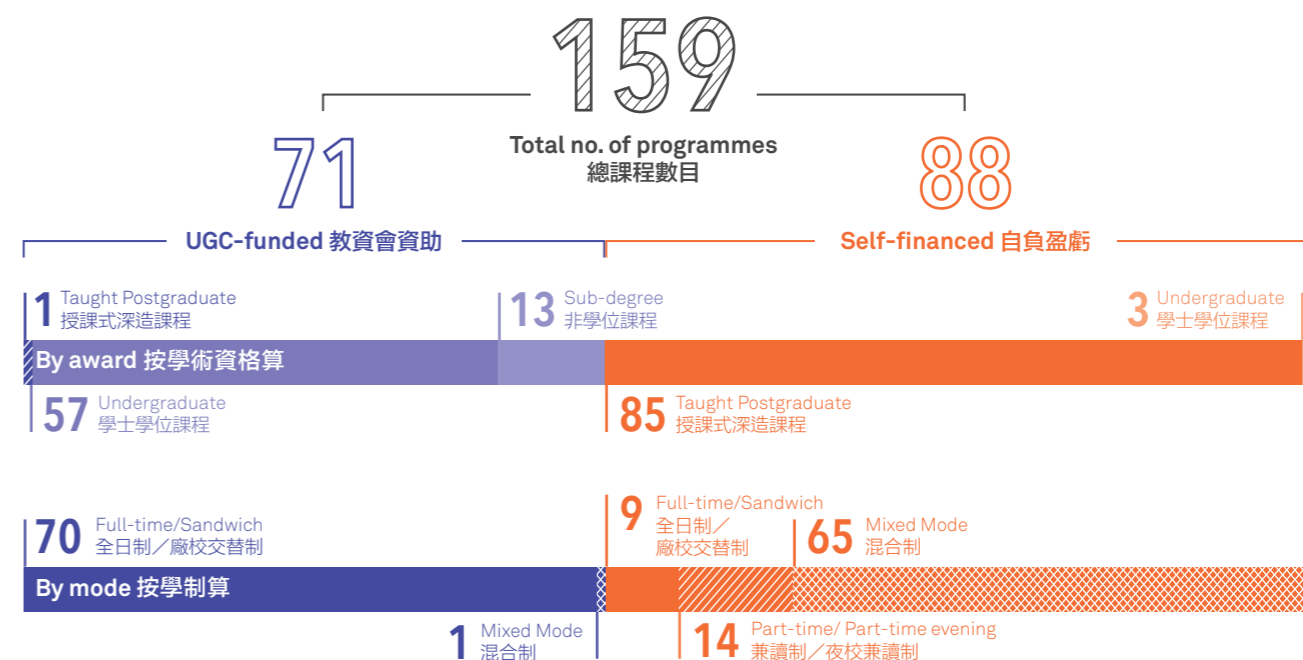 159
Total no. of programmes
總課程數目
71
UGC-funded 教資會資助
88
Self-financed 自負盈虧
1 Taught Postgraduate
授課式深造課程
13 Sub-degree
非學位課程
3 Undergraduate
學士學位課程
By award 按學術資格算
57 Undergraduate
學士學位課程
85 Taught Postgraduate
授課式深造課程
70 Full-time/Sandwich
全日制／廠校交替制
9 Full-time/Sandwich
全日制／
廠校交替制
65 Mixed Mode
混合制
By mode 按學制算
1 Mixed Mode
混合制
14 Part-time/ Part-time evening
兼讀制／夜校兼讀制